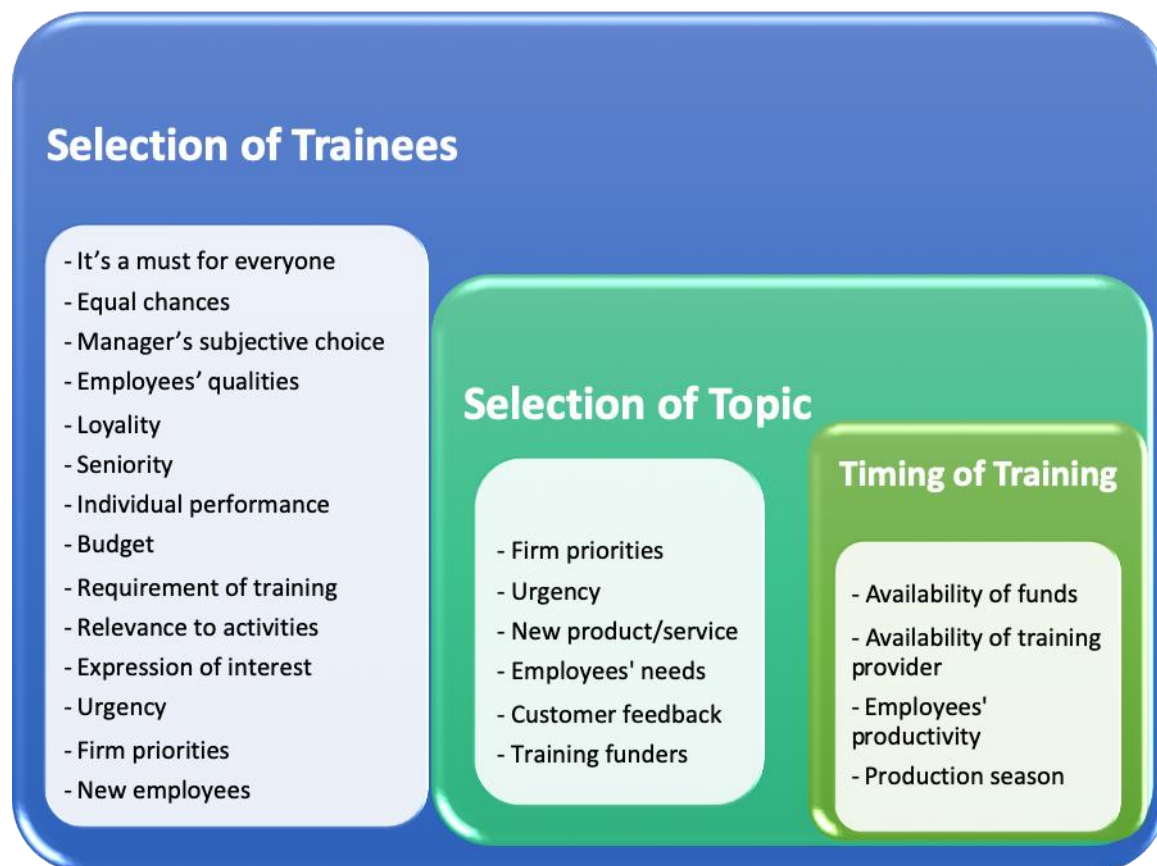 Selection of Trainees
- It’s a must for everyone
- Equal chances
- Manager’s subjective choice
- Employees’ qualities
- Loyality
- Seniority
- Individual performance
- Budget
- Requirement of training
- Relevance to activities
- Expression of interest
- Urgency
- Firm priorities
- New employees
Selection of Topic
- Firm priorities
- Urgency
- New product/service
- Employees' needs
- Customer feedback
- Training funders
Timing of Training
- Availability of funds
- Availability of training
provider
- Employees'
productivity
- Production season